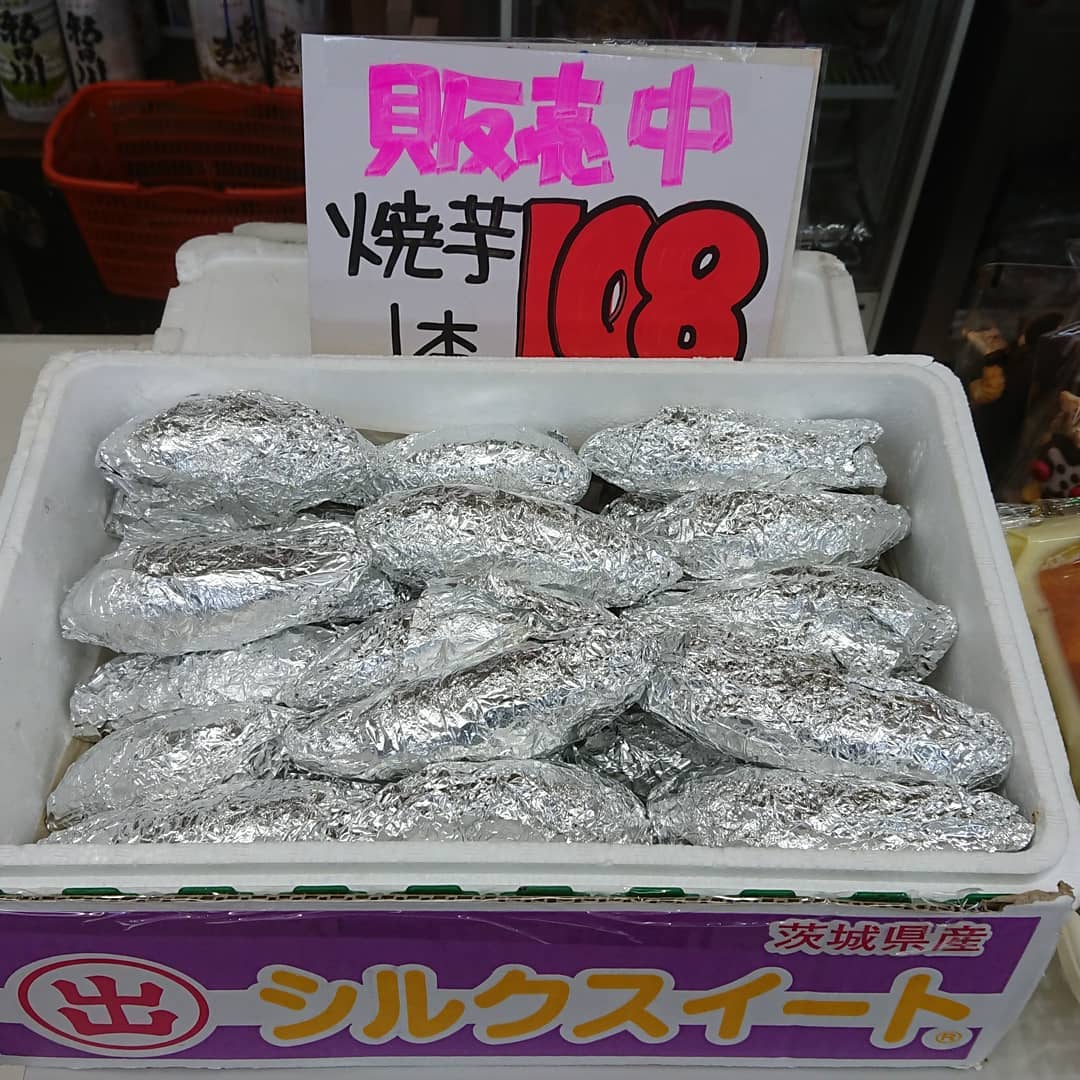 販売中
焼芋
1本
108
茨城県産
出
シルクスイート®